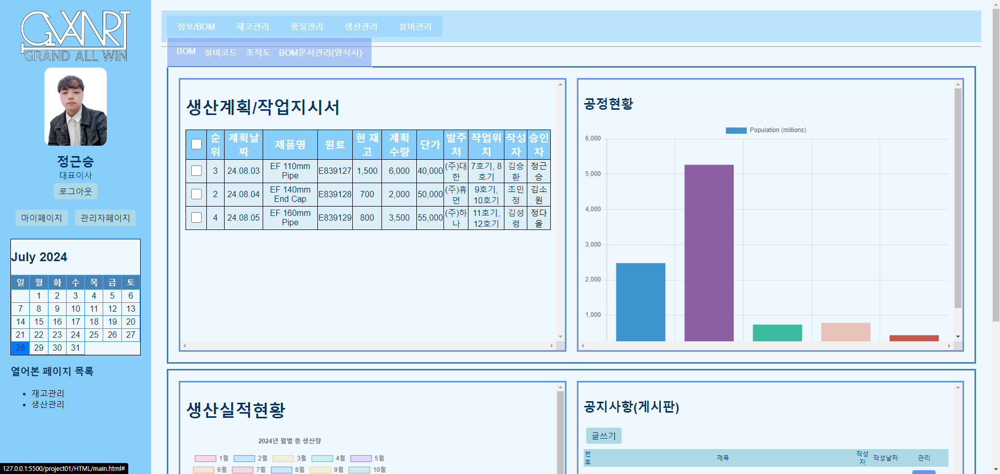 GVXNRT
GRAND ALL WIN
정근승
대표이사
로그아웃
마이페이지 관리자페이지
July 2024
일 월 화 수 목 금 토
1 2 3 4 5 6
7 8 9 10 11 12 13
14 15 16 17 18 19 20
21 22 23 24 25 26 27
28 29 30 31
열어본 페이지 목록
재고관리
생산관리
127.0.0.1:5500/project01/HTML/main.html#
정보/BOM 재고관리 품질관리 생산관리 설비관리
BOM 설비코드 조직도 BOM문서관리(양식서)
생산계획/작업지시서
순위 계획날짜 제품명 원료 현 재고 계획 수량 단가 발주처 작업위치 작성자 승인자
3 24.08.03 EF 110mm Pipe E839127 1,500 6,000 40,000 (주)대한 7호기, 8호기 김승환 정근승
2 24.08.04 EF 140mm End Cap E839128 700 2,000 50,000 (주)휴먼 9호기, 10호기 조민정 김소원
4 24.08.05 EF 160mm Pipe E839129 800 3,500 55,000 (주)하나 11호기, 12호기 김성령 정다올
공정현황
Population (millions)
6,000
5,000
4,000
3,000
2,000
1,000
생산실적현황
2024년 월별 총 생산량
1월 2월 3월 4월 5월
6월 7월 8월 9월 10월
공지사항(게시판)
글쓰기
번호 제목 작성자 작성날짜 관리